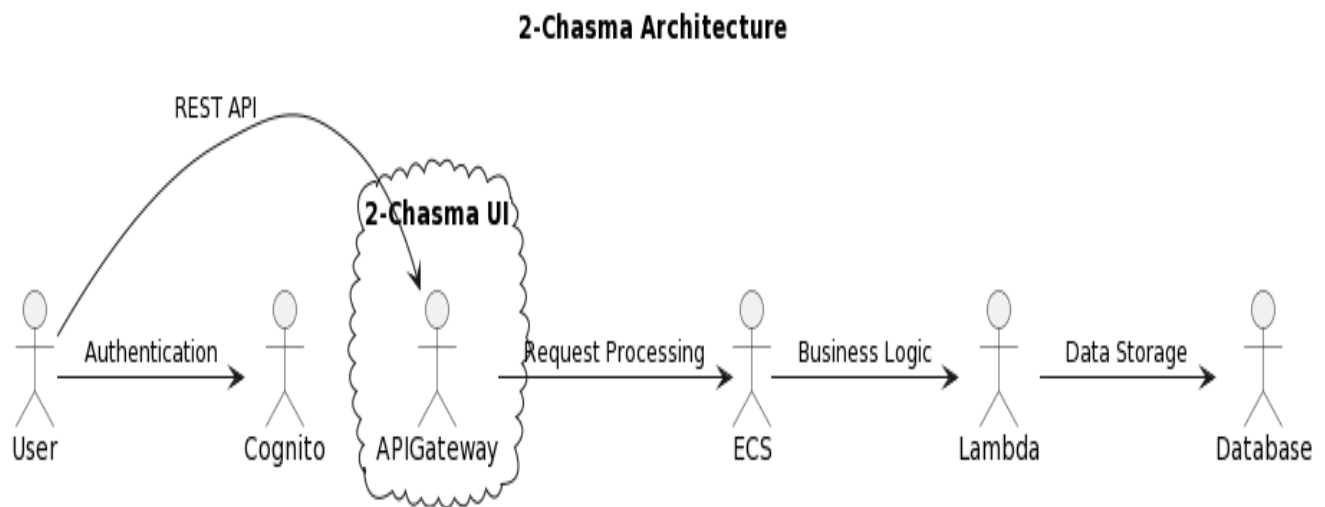 2-Chasma Architecture
REST API
2-Chasma UI
Authentication
Request Processing
Business Logic
Data Storage
User
Cognito
APIGateway
ECS
Lambda
Database